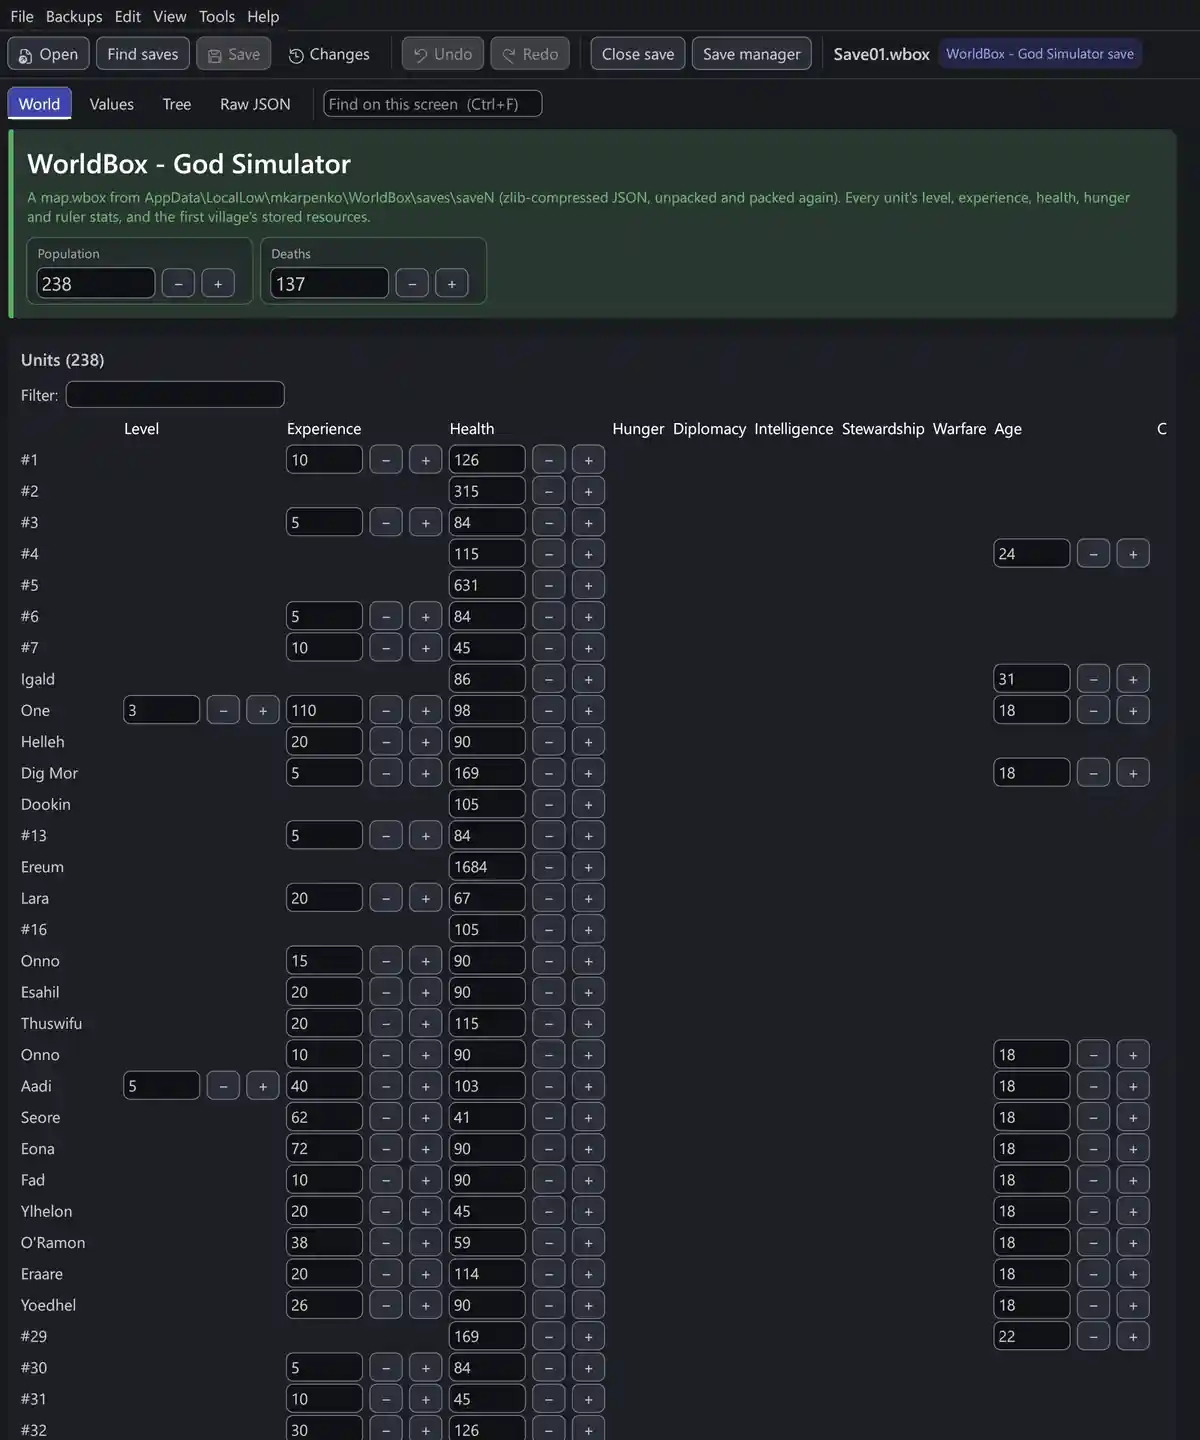 File Backups Edit View Tools Help
Open Find saves Save Changes Undo Redo Close save Save manager Save01.wbox WorldBox - God Simulator save
World Values Tree Raw JSON Find on this screen (Ctrl+F)
WorldBox - God Simulator
A map.wbox from AppData\LocalLow\mkarpenko\WorldBox\saves\saveN (zlib-compressed JSON, unpacked and packed again). Every unit's level, experience, health, hunger
and ruler stats, and the first village's stored resources.
Population Deaths
238 − + 137 − +
Units (238)
Filter:
Level Experience Health Hunger Diplomacy Intelligence Stewardship Warfare Age C
#1 10 − + 126 − +
#2 315 − +
#3 5 − + 84 − +
#4 115 − + 24 − +
#5 631 − +
#6 5 − + 84 − +
#7 10 − + 45 − +
Igald 86 − + 31 − +
One 3 − + 110 − + 98 − + 18 − +
Helleh 20 − + 90 − +
Dig Mor 5 − + 169 − + 18 − +
Dookin 105 − +
#13 5 − + 84 − +
Ereum 1684 − +
Lara 20 − + 67 − +
#16 105 − +
Onno 15 − + 90 − +
Esahil 20 − + 90 − +
Thuswifu 20 − + 115 − +
Onno 10 − + 90 − + 18 − +
Aadi 5 − + 40 − + 103 − + 18 − +
Seore 62 − + 41 − + 18 − +
Eona 72 − + 90 − + 18 − +
Fad 10 − + 90 − + 18 − +
Ylhelon 20 − + 45 − + 18 − +
O'Ramon 38 − + 59 − + 18 − +
Eraare 20 − + 114 − + 18 − +
Yoedhel 26 − + 90 − + 18 − +
#29 169 − + 22 − +
#30 5 − + 84 − +
#31 10 − + 45 − +
#32 30 − + 126 − +